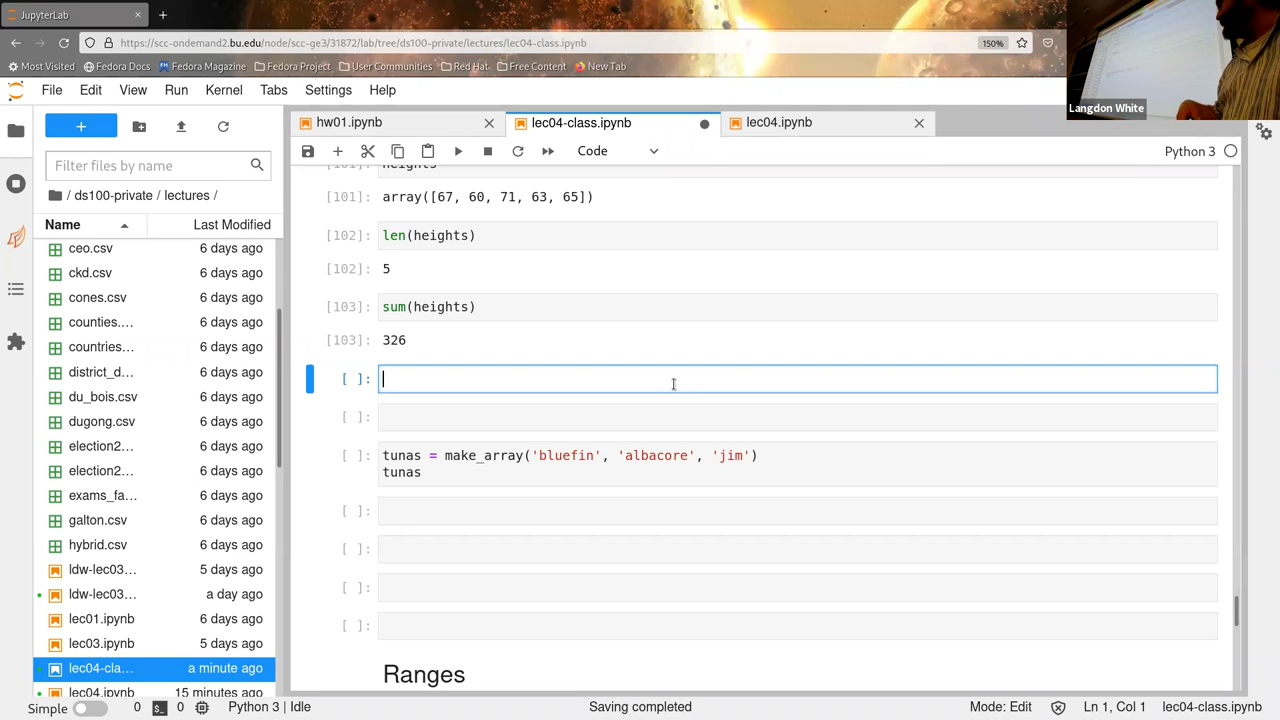 JupyterLab
https://scc-ondemand2.bu.edu/node/scc-ge3/31872/lab/tree/ds100-private/lectures/lec04-class.ipynb
150%
Most Visited
Fedora Docs
Fedora Magazine
Fedora Project
User Communities
Red Hat
Free Content
New Tab
Langdon White
File Edit View Run Kernel Tabs Settings Help
hw01.ipynb
lec04-class.ipynb
lec04.ipynb
Filter files by name
Code
Python 3
/ ds100-private / lectures /
Name Last Modified
ceo.csv 6 days ago
ckd.csv 6 days ago
cones.csv 6 days ago
counties.... 6 days ago
countries... 6 days ago
district_d... 6 days ago
du_bois.csv 6 days ago
dugong.csv 6 days ago
election2... 6 days ago
election2... 6 days ago
exams_fa... 6 days ago
galton.csv 6 days ago
hybrid.csv 6 days ago
ldw-lec03... 5 days ago
ldw-lec03... a day ago
lec01.ipynb 6 days ago
lec03.ipynb 5 days ago
lec04-cla... a minute ago
lec04.ipynb 15 minutes ago
[101]: heights
[101]: array([67, 60, 71, 63, 65])
[102]: len(heights)
[102]: 5
[103]: sum(heights)
[103]: 326
[ ]:
[ ]:
[ ]: tunas = make_array('bluefin', 'albacore', 'jim')
tunas
[ ]:
[ ]:
[ ]:
[ ]:
Ranges
Simple 0 $_ 0 Python 3 | Idle Saving completed Mode: Edit Ln 1, Col 1 lec04-class.ipynb